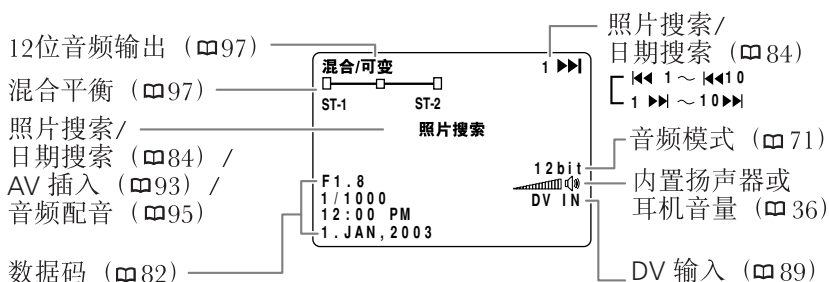 12位音频输出（97）
混合平衡（97）
照片搜索/
日期搜索（84）/
AV 插入（93）/
音频配音（95）
数据码（82）
混合/可变
ST-1 ST-2
照片搜索
1 ▶▶|
12bit
DV IN
F1.8
1/1000
12:00 PM
1.JAN,2003
照片搜索/
日期搜索（84）
|◀◀ 1～|◀◀10
1 ▶▶|～10▶▶|
音频模式（71）
内置扬声器或
耳机音量（36）
DV 输入（89）